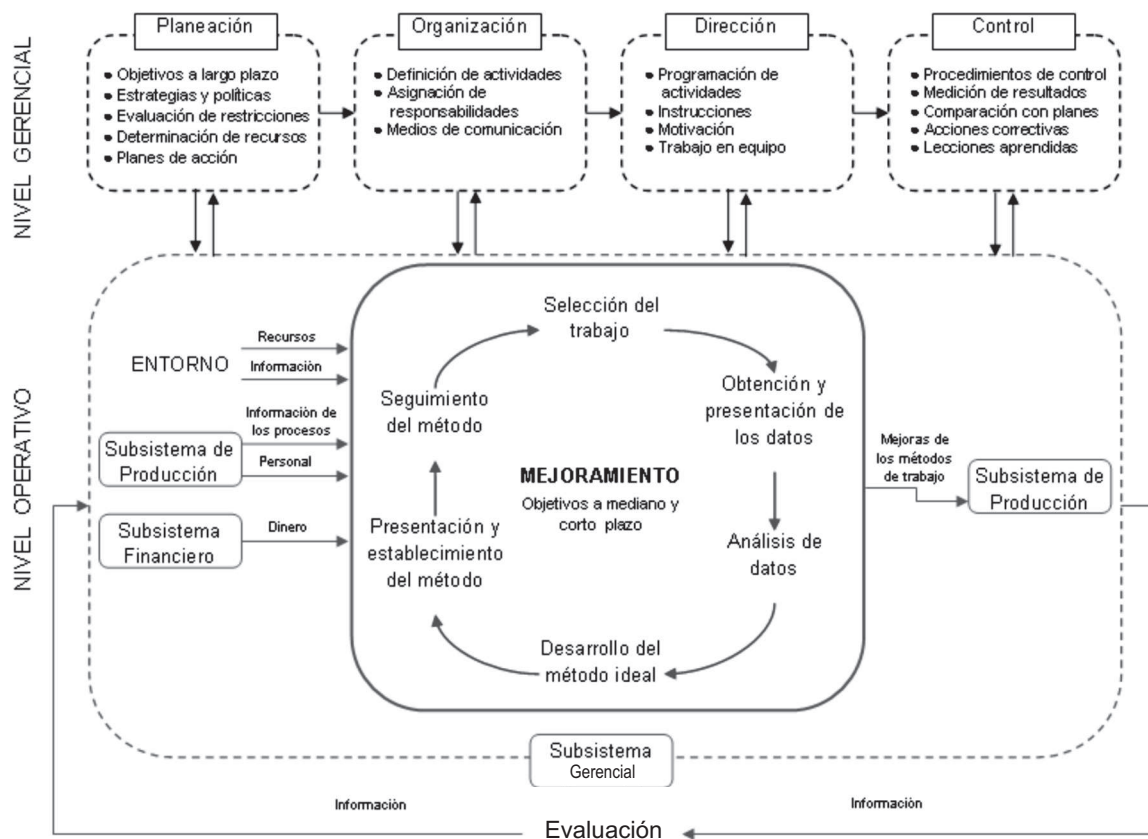 NIVEL GERENCIAL
Planeación
• Objetivos a largo plazo
• Estrategias y políticas
• Evaluación de restricciones
• Determinación de recursos
• Planes de acción
Organización
• Definición de actividades
• Asignación de
responsabilidades
• Medios de comunicación
Dirección
• Programación de
actividades
• Instrucciones
• Motivación
• Trabajo en equipo
Control
• Procedimientos de control
• Medición de resultados
• Comparación con planes
• Acciones correctivas
• Lecciones aprendidas
NIVEL OPERATIVO
ENTORNO
Recursos
Información
Subsistema de
Producción
Información de
los procesos
Personal
Subsistema
Financiero
Dinero
Selección del
trabajo
Obtención y
presentación de
los datos
Análisis de
datos
Desarrollo del
método ideal
Presentación y
establecimiento
del método
Seguimiento
del método
MEJORAMIENTO
Objetivos a mediano y
corto plazo
Mejoras de
los métodos
de trabajo
Subsistema de
Producción
Subsistema
Gerencial
Información
Evaluación
Información